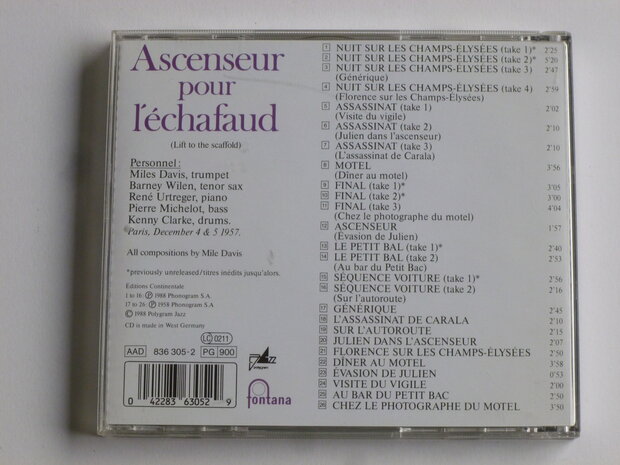 Ascenseur
pour
l'échafaud
(Lift to the scaffold)
Personnel:
Miles Davis, trumpet
Barney Wilen, tenor sax
René Urtreger, piano
Pierre Michelot, bass
Kenny Clarke, drums.
Paris, December 4 & 5 1957.
All compositions by Mile Davis
*previously unreleased/titres inédits jusqu'alors.
Editions Continentale
1 to 16 Ⓟ 1988 Phonogram S.A
17 to 26 Ⓟ 1958 Phonogram S.A.
© 1988 Polygram Jazz
CD is made in West Germany
LC 0211
AAD 836 305-2 PG 900
0 42283 63052 9
fontana
1 NUIT SUR LES CHAMPS-ÉLYSÉES (take 1)* 2'25
2 NUIT SUR LES CHAMPS-ÉLYSÉES (take 2)* 5'20
3 NUIT SUR LES CHAMPS-ÉLYSÉES (take 3) 2'47
(Générique)
4 NUIT SUR LES CHAMPS-ÉLYSÉES (take 4) 2'59
(Florence sur les Champs-Elysées)
5 ASSASSINAT (take 1) 2'02
(Visite du vigile)
6 ASSASSINAT (take 2) 2'10
(Julien dans l'ascenseur)
7 ASSASSINAT (take 3) 2'10
(L'assassinat de Carala)
8 MOTEL 3'56
(Dîner au motel)
9 FINAL (take 1)* 3'05
10 FINAL (take 2)* 3'00
11 FINAL (take 3) 4'04
(Chez le photographe du motel)
12 ASCENSEUR 1'57
(Évasion de Julien)
13 LE PETIT BAL (take 1)* 2'40
14 LE PETIT BAL (take 2) 2'53
(Au bar du Petit Bac)
15 SÉQUENCE VOITURE (take 1)* 2'56
16 SÉQUENCE VOITURE (take 2) 2'16
(Sur l'autoroute)
17 GÉNÉRIQUE 2'45
18 L'ASSASSINAT DE CARALA 2'10
19 SUR L'AUTOROUTE 2'15
20 JULIEN DANS L'ASCENSEUR 2'07
21 FLORENCE SUR LES CHAMPS-ÉLYSÉES 2'50
22 DÎNER AU MOTEL 3'58
23 ÉVASION DE JULIEN 0'53
24 VISITE DU VIGILE 2'00
25 AU BAR DU PETIT BAC 2'50
26 CHEZ LE PHOTOGRAPHE DU MOTEL 3'50